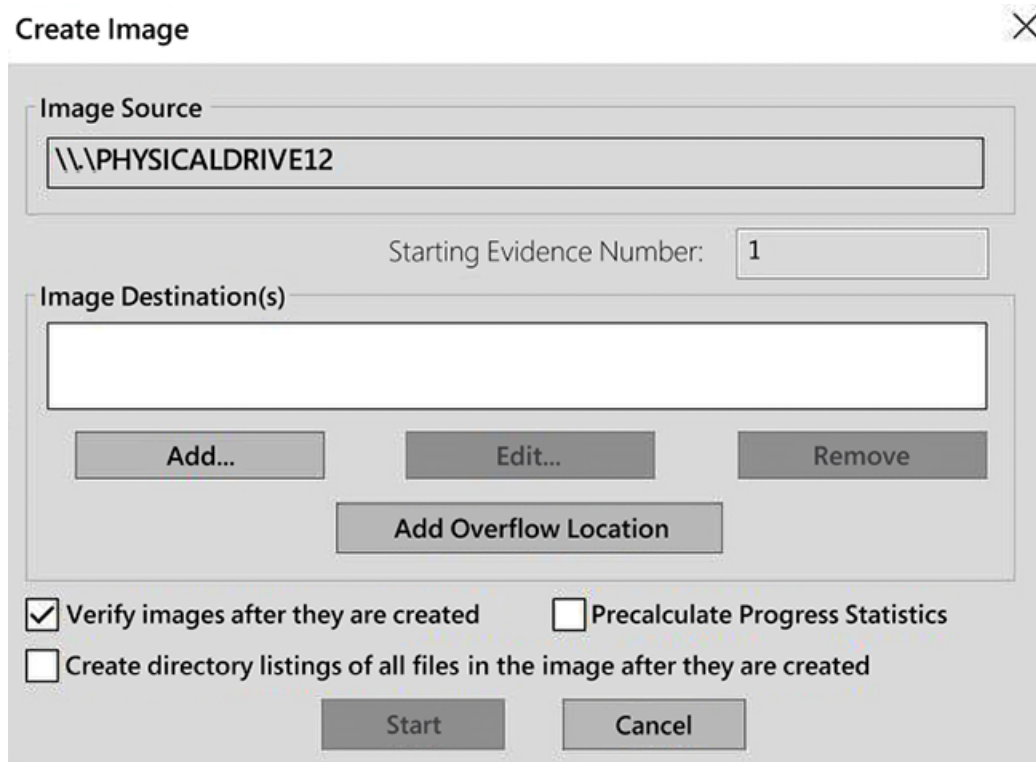 Create Image
Image Source
\\.\PHYSICALDRIVE12
Starting Evidence Number: 1
Image Destination(s)
Add... Edit... Remove
Add Overflow Location
Verify images after they are created Precalculate Progress Statistics
Create directory listings of all files in the image after they are created
Start Cancel